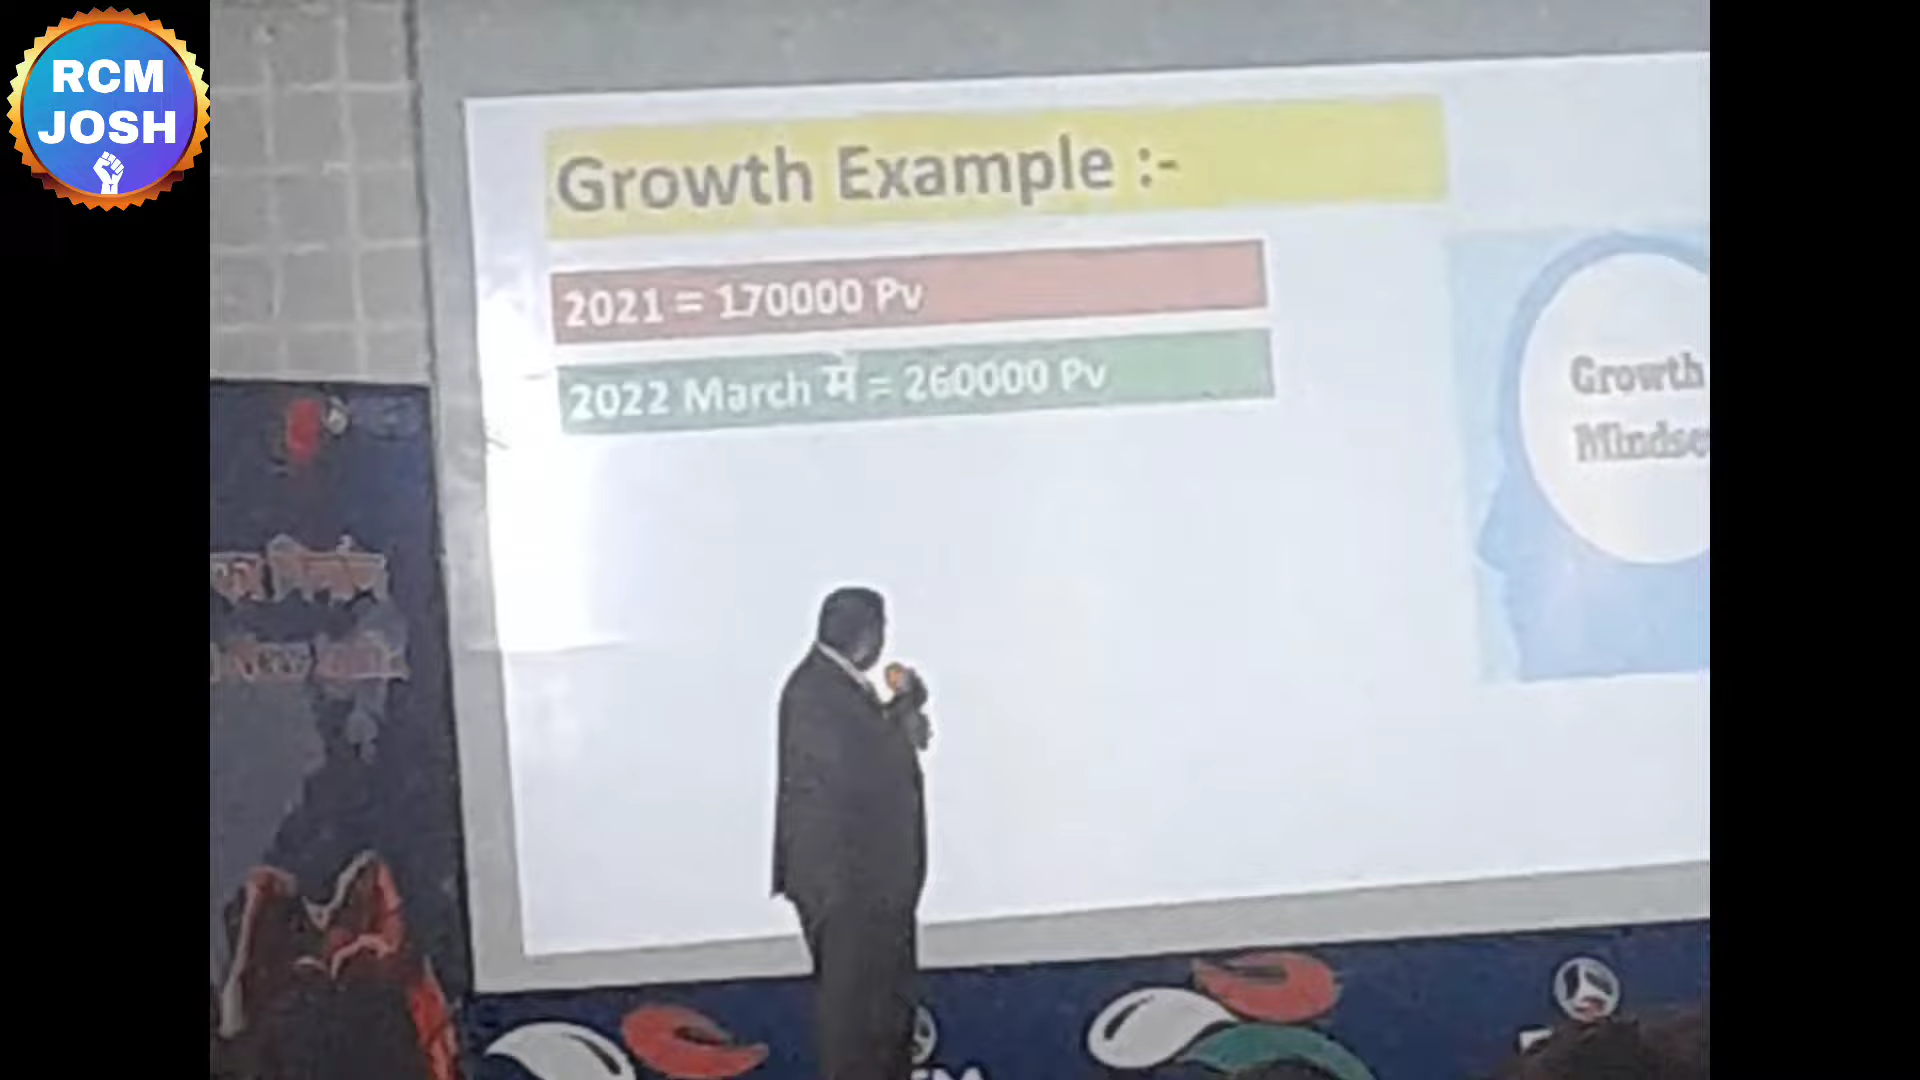 RCM
JOSH
Growth Example :-
2021 = 170000 Pv
2022 March में = 260000 Pv
Growth